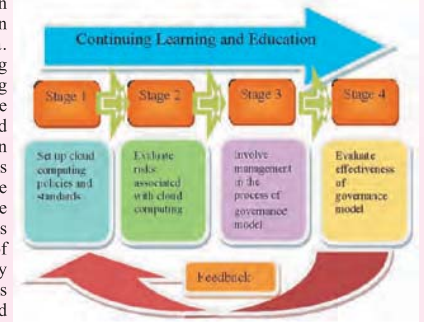 Continuing Learning and Education
Stage 1
Stage 2
Stage 3
Stage 4
Set up cloud
computing
policies and
standards
Evaluate
risks
associated
with cloud
computing
Involve
management
in the
process of
governance
model
Evaluate
effectiveness
of
governance
model
Feedback